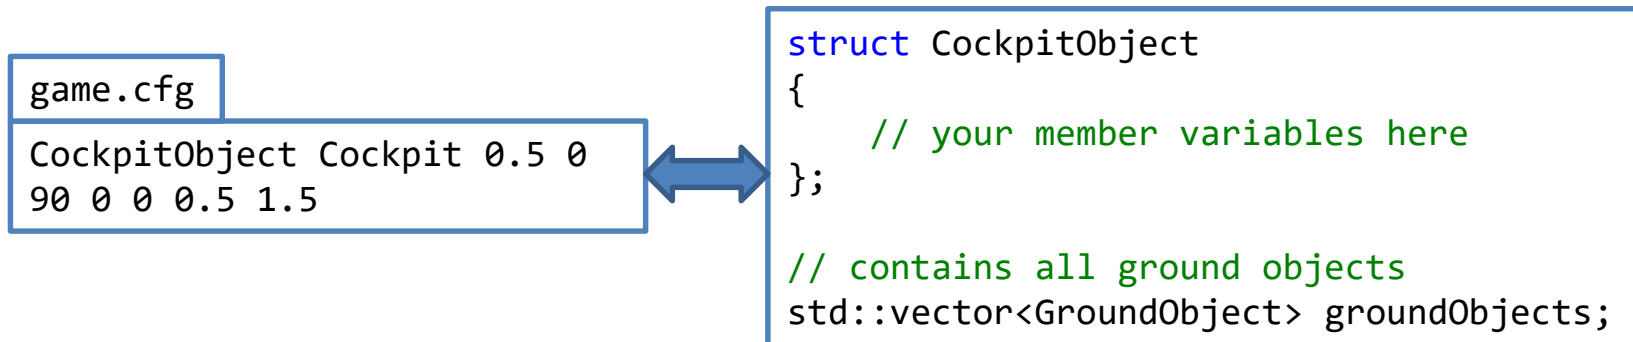 game.cfg
CockpitObject Cockpit 0.5 0
90 0 0 0.5 1.5
struct CockpitObject
{
    // your member variables here
};
// contains all ground objects
std::vector<GroundObject> groundObjects;